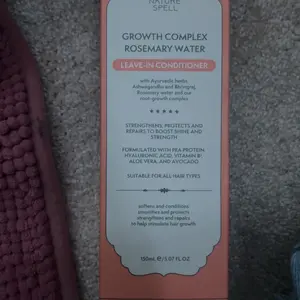 NATURE
SPELL
GROWTH COMPLEX
ROSEMARY WATER
LEAVE-IN CONDITIONER
with Ayurvedic herbs
Ashwagandha and Bhringraj,
Rosemary water and our
own growth complex
STRENGTHENS, PROTECTS AND
REPAIRS TO BOOST SHINE AND
STRENGTH
FORMULATED WITH PEA PROTEIN,
HYALURONIC ACID, VITAMIN B⁷
ALOE VERA, AND AVOCADO
SUITABLE FOR ALL HAIR TYPES
softens and conditions
smoothes and protects
strengthens and repairs
to help stimulate hair growth
150ml e/5.07 FL OZ